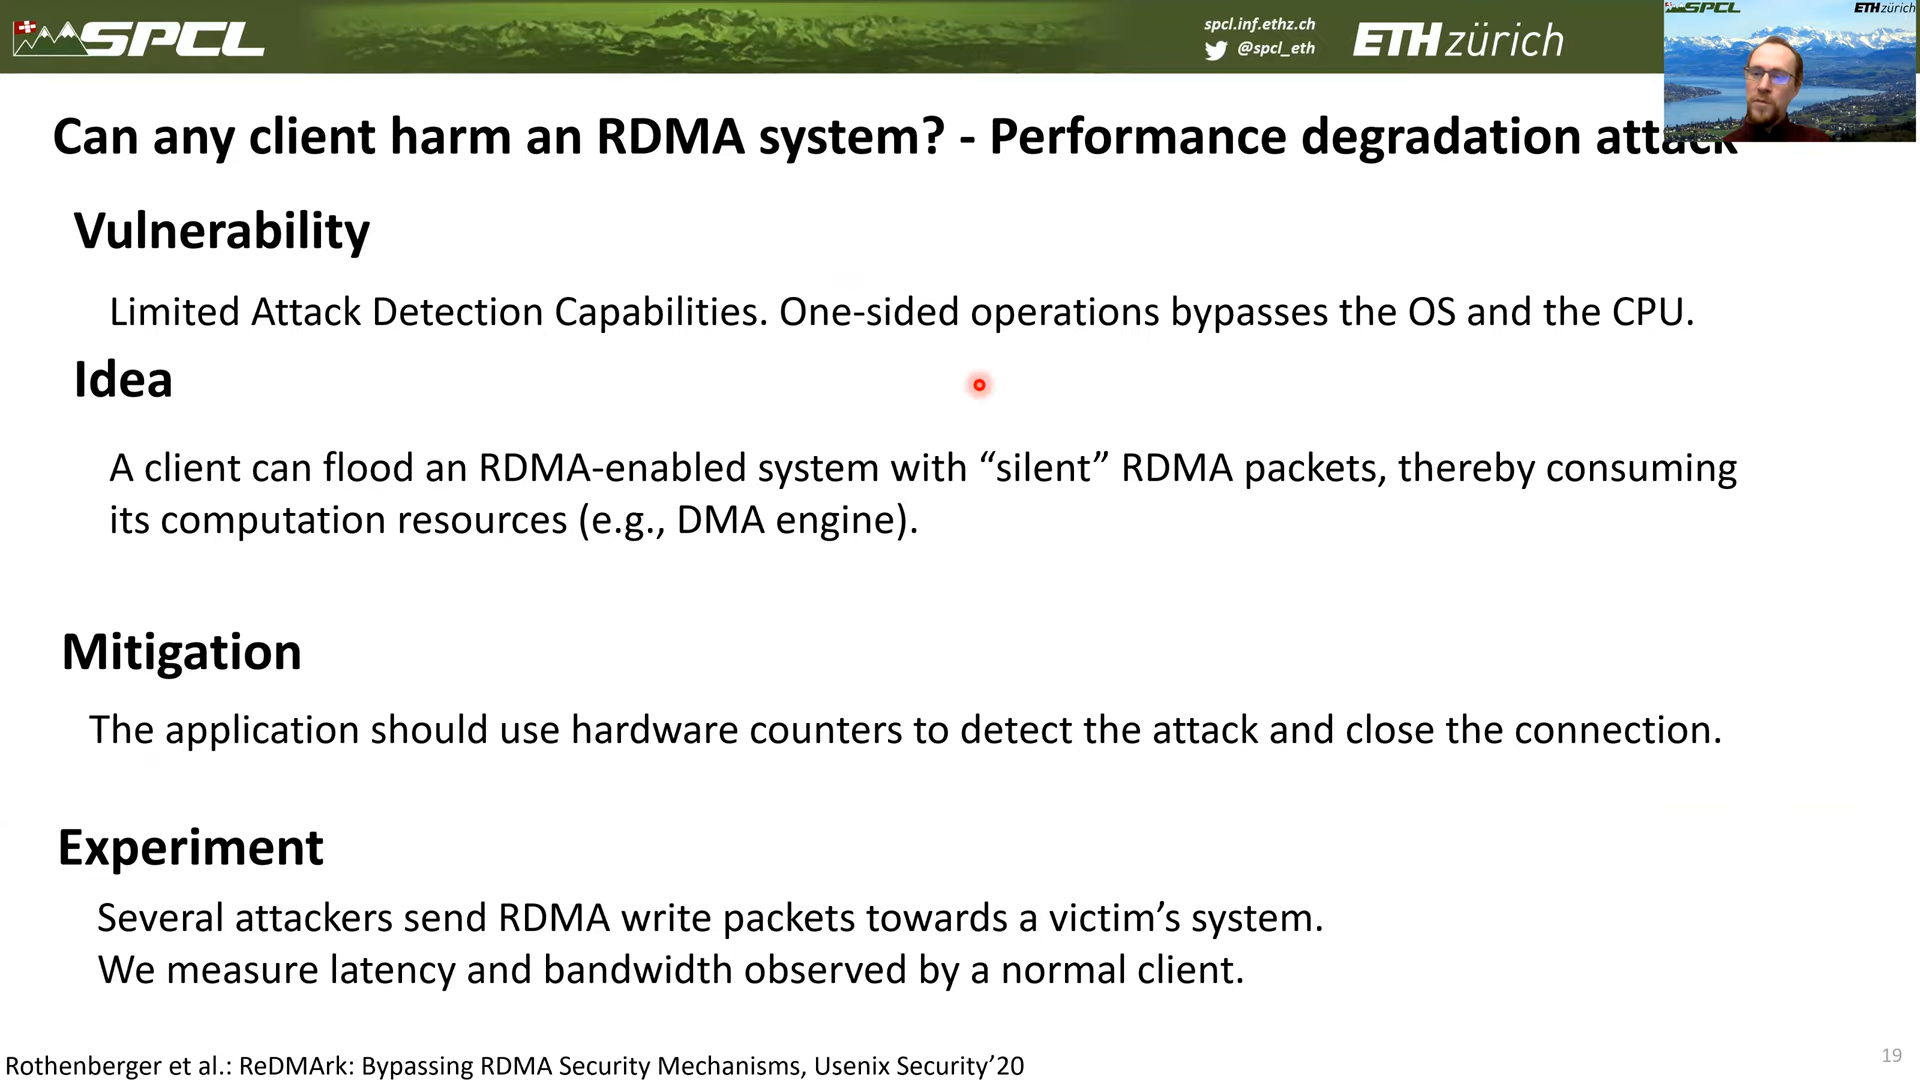 SPCL
spcl.inf.ethz.ch
@spcl_eth
ETH zürich
SPCL
ETH zürich
Can any client harm an RDMA system? - Performance degradation attack
Vulnerability
Limited Attack Detection Capabilities. One-sided operations bypasses the OS and the CPU.
Idea
A client can flood an RDMA-enabled system with “silent” RDMA packets, thereby consuming
its computation resources (e.g., DMA engine).
Mitigation
The application should use hardware counters to detect the attack and close the connection.
Experiment
Several attackers send RDMA write packets towards a victim’s system.
We measure latency and bandwidth observed by a normal client.
Rothenberger et al.: ReDMArk: Bypassing RDMA Security Mechanisms, Usenix Security’20
19